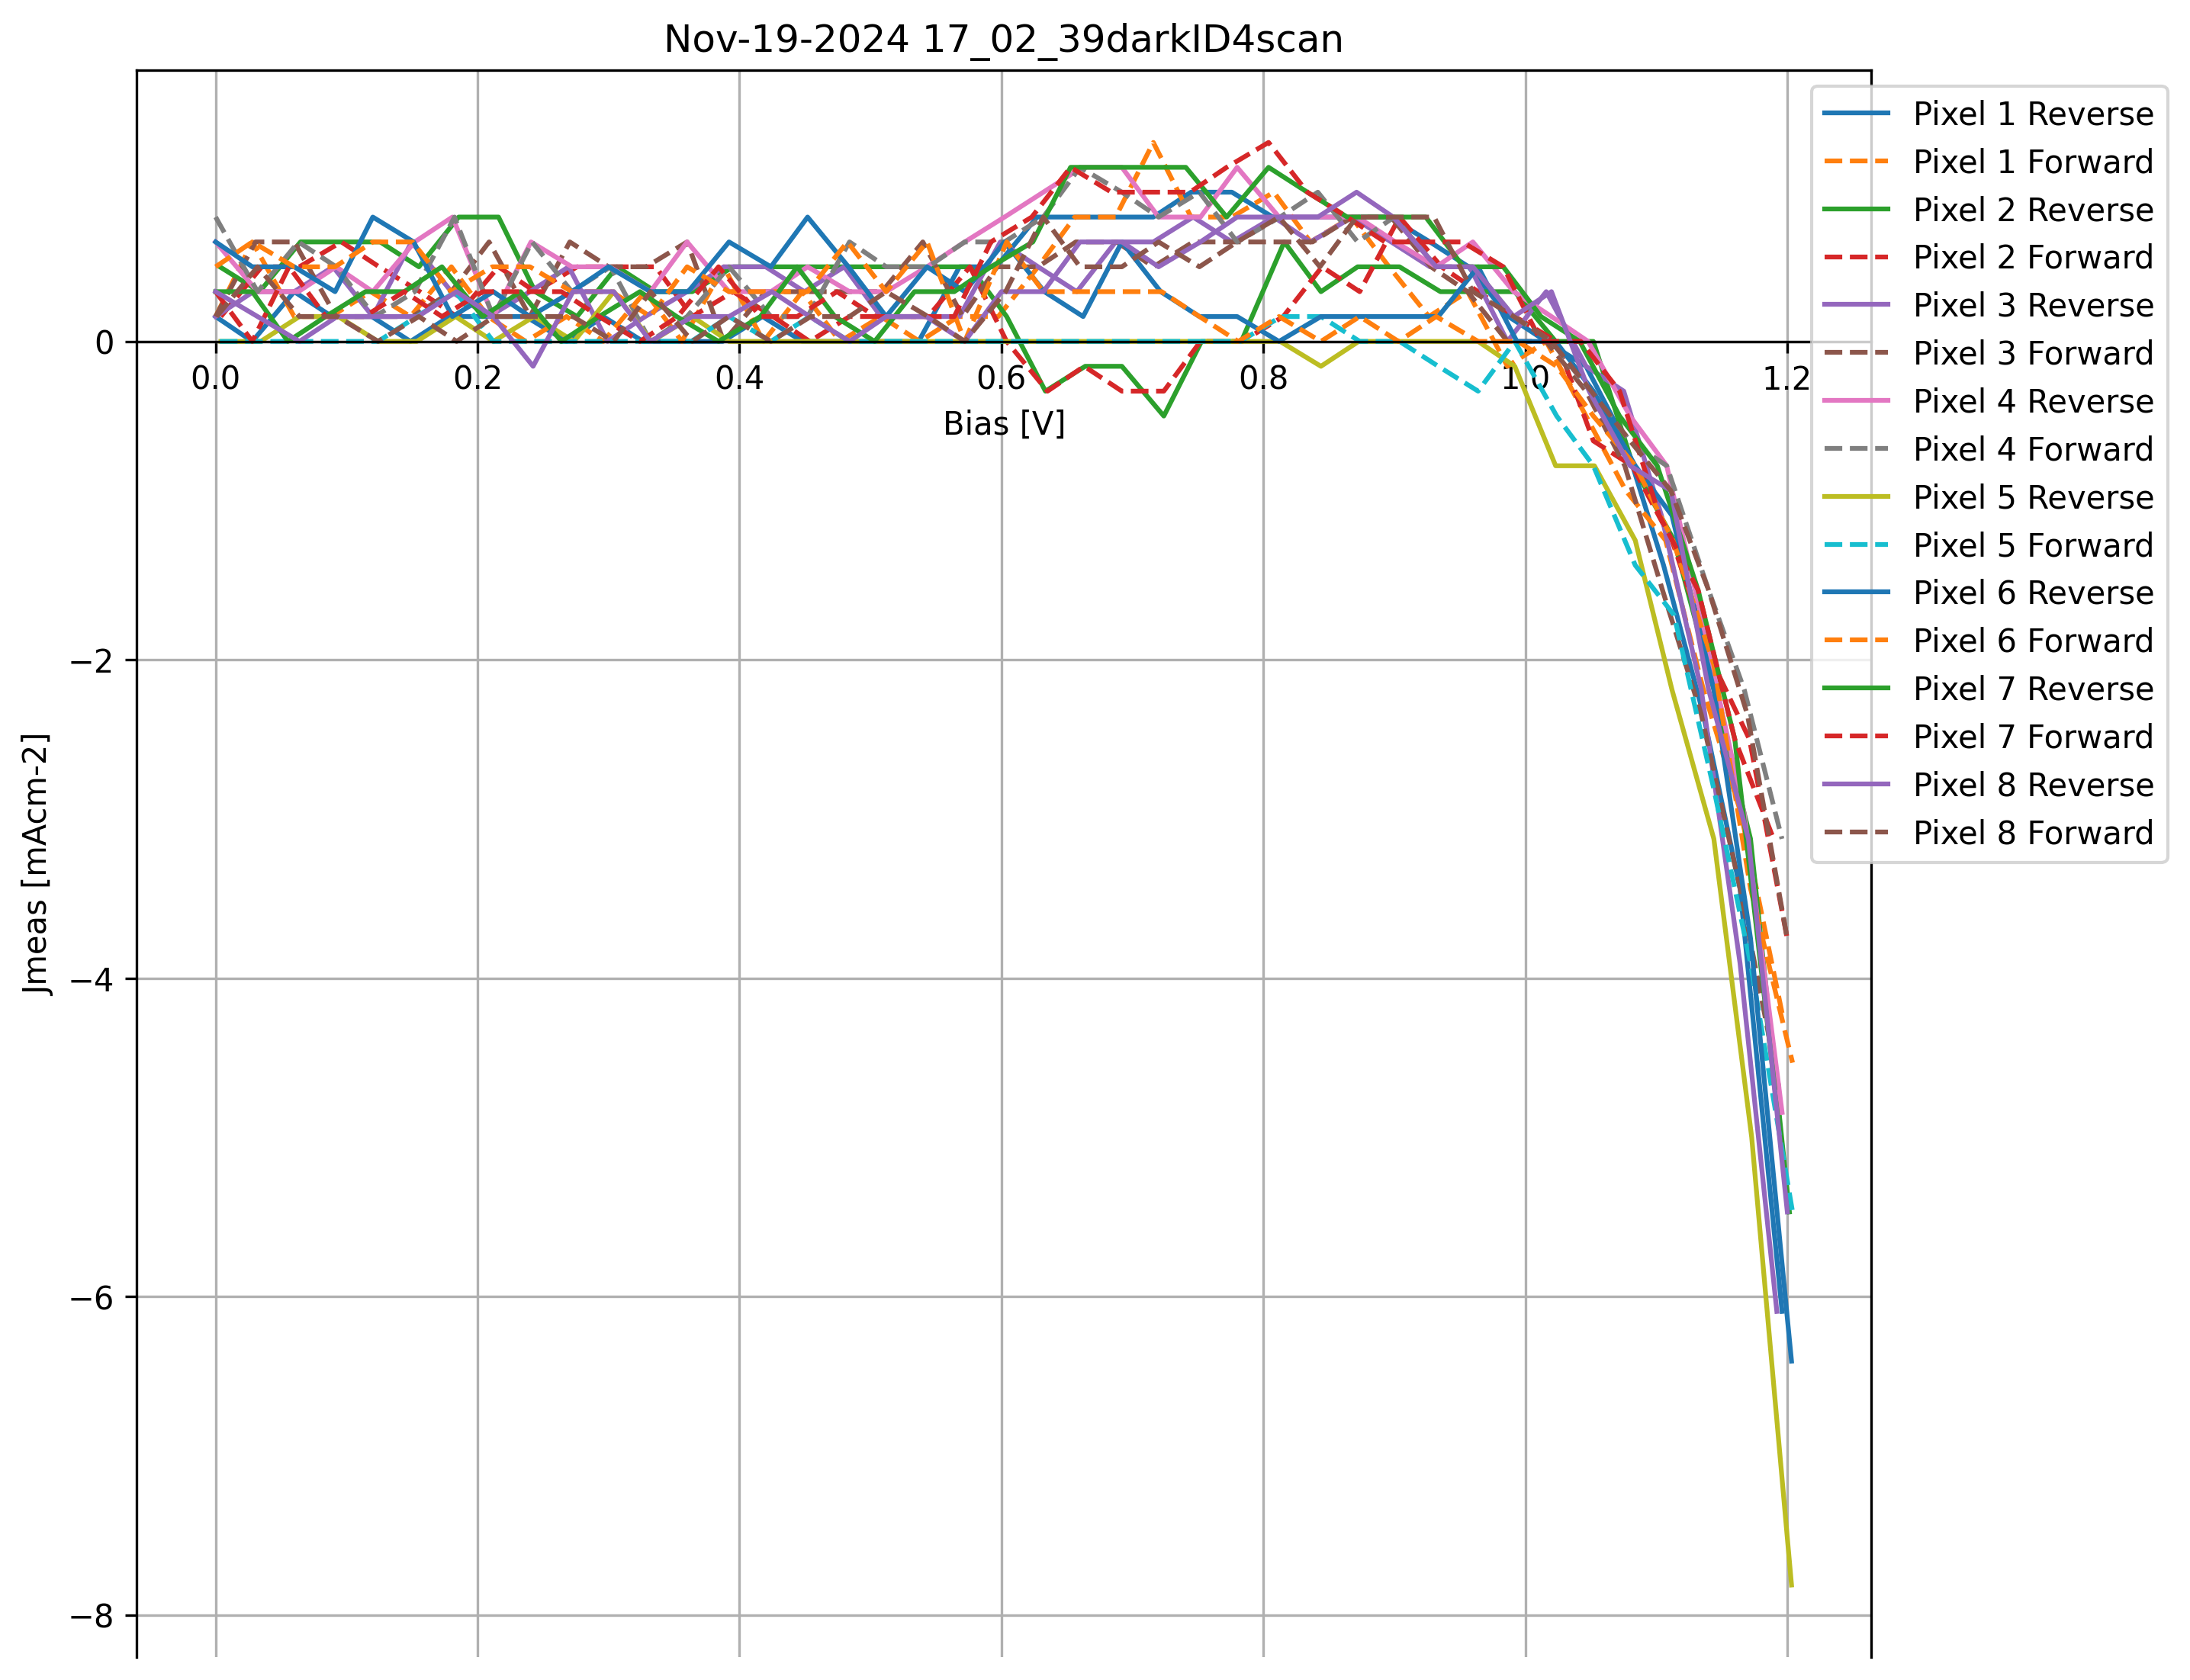 Nov-19-2024 17_02_39darkID4scan
Pixel 1 Reverse
Pixel 1 Forward
Pixel 2 Reverse
Pixel 2 Forward
Pixel 3 Reverse
Pixel 3 Forward
Pixel 4 Reverse
Pixel 4 Forward
Pixel 5 Reverse
Pixel 5 Forward
Pixel 6 Reverse
Pixel 6 Forward
Pixel 7 Reverse
Pixel 7 Forward
Pixel 8 Reverse
Pixel 8 Forward
0
−2
−4
−6
−8
0.0 0.2 0.4 0.6 0.8 1.0 1.2
Bias [V]
Jmeas [mAcm-2]